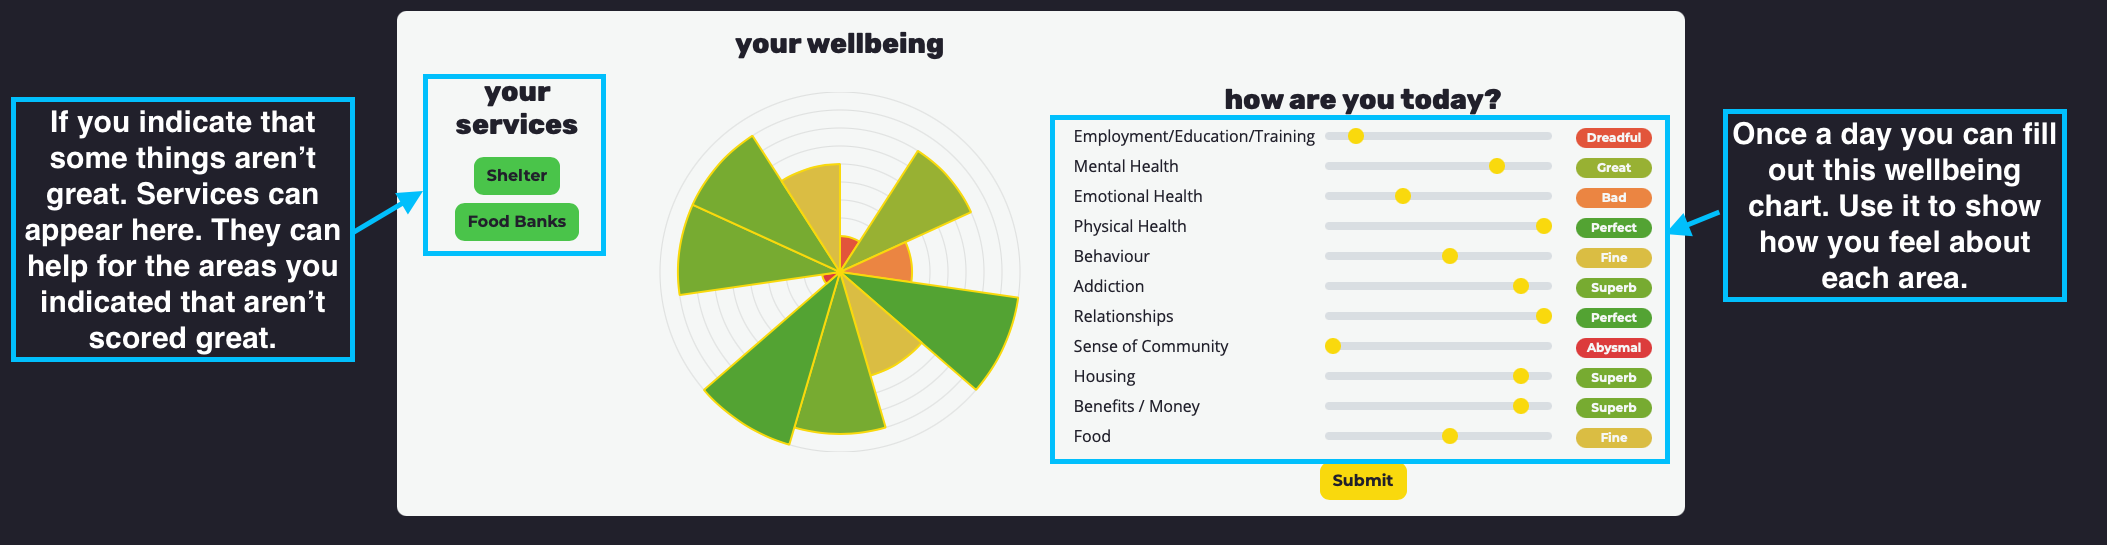 your wellbeing
If you indicate that
some things aren’t
great. Services can
appear here. They can
help for the areas you
indicated that aren’t
scored great.
your
services
Shelter
Food Banks
how are you today?
Employment/Education/Training Dreadful
Mental Health Great
Emotional Health Bad
Physical Health Perfect
Behaviour Fine
Addiction Superb
Relationships Perfect
Sense of Community Abysmal
Housing Superb
Benefits / Money Superb
Food Fine
Submit
Once a day you can fill
out this wellbeing
chart. Use it to show
how you feel about
each area.